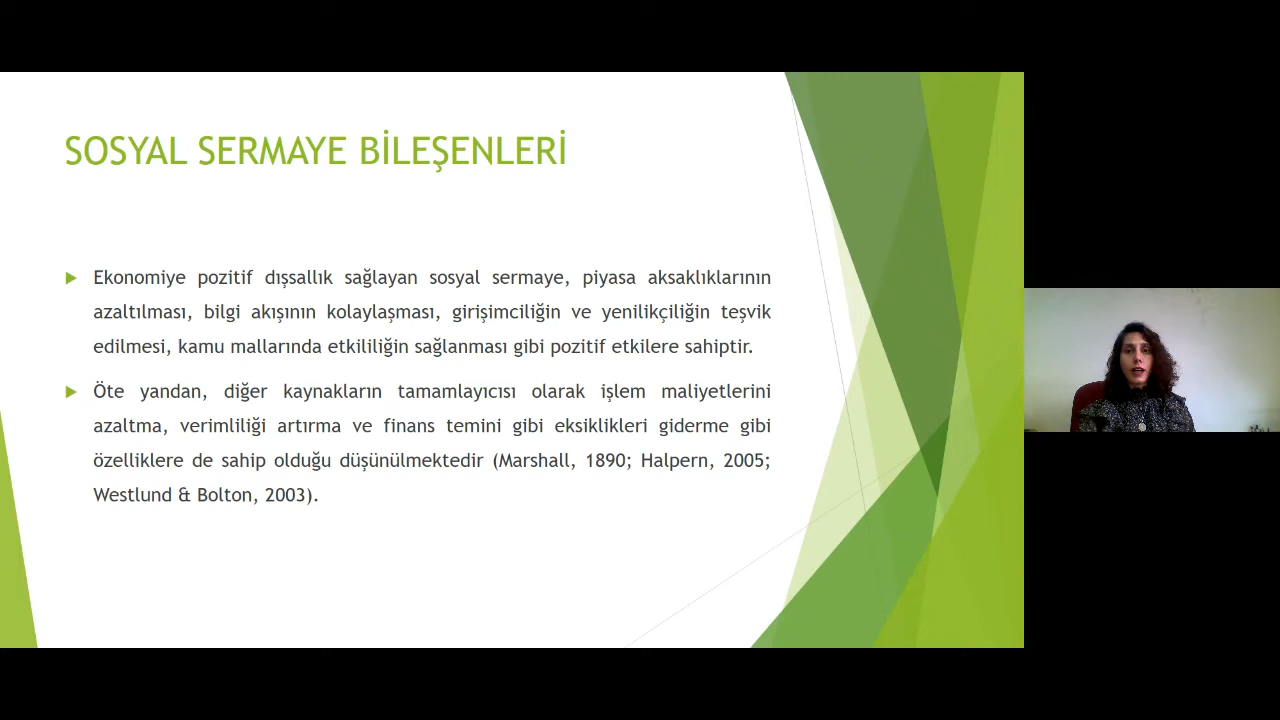 SOSYAL SERMAYE BİLEŞENLERİ
Ekonomiye pozitif dışsallık sağlayan sosyal sermaye, piyasa aksaklıklarının
azaltılması, bilgi akışının kolaylaşması, girişimciliğin ve yenilikçiliğin teşvik
edilmesi, kamu mallarında etkililiğin sağlanması gibi pozitif etkilere sahiptir.
Öte yandan, diğer kaynakların tamamlayıcısı olarak işlem maliyetlerini
azaltma, verimliliği artırma ve finans temini gibi eksiklikleri giderme gibi
özelliklere de sahip olduğu düşünülmektedir (Marshall, 1890; Halpern, 2005;
Westlund & Bolton, 2003).